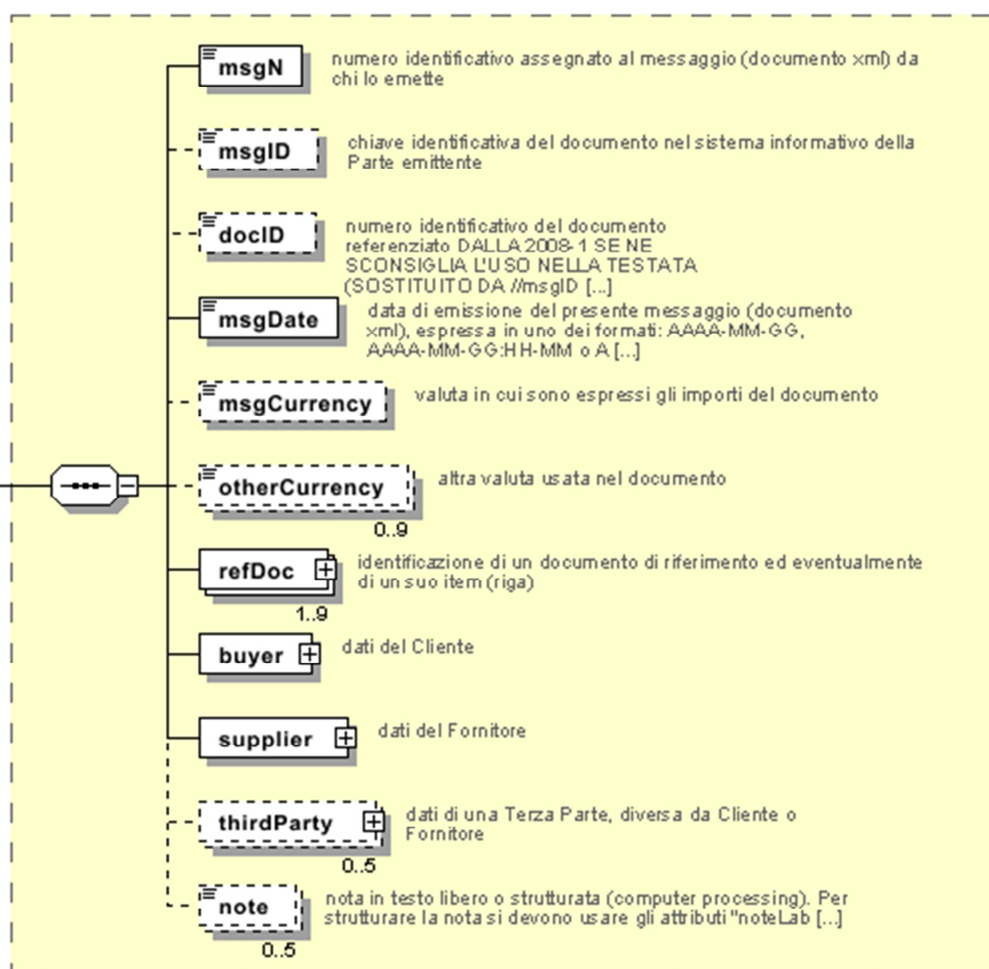 msgN
numero identificativo assegnato al messaggio (documento xml) da
chi lo emette
msgID
chiave identificativa del documento nel sistema informativo della
Parte emittente
docID
numero identificativo del documento
referenziato DALLA 2008-1 SE NE
SCONSIGLIA L'USO NELLA TESTATA
(SOSTITUITO DA //msgID [...]
msgDate
data di emissione del presente messaggio (documento
xml), espressa in uno dei formati: AAAA-MM-GG,
AAAA-MM-GG:HH-MM o A [...]
msgCurrency
valuta in cui sono espressi gli importi del documento
otherCurrency
altra valuta usata nel documento
0..9
refDoc
identificazione di un documento di riferimento ed eventualmente
di un suo item (riga)
1..9
buyer
dati del Cliente
supplier
dati del Fornitore
thirdParty
dati di una Terza Parte, diversa da Cliente o
Fornitore
0..5
note
nota in testo libero o strutturata (computer processing). Per
strutturare la nota si devono usare gli attributi "noteLab [...]
0..5